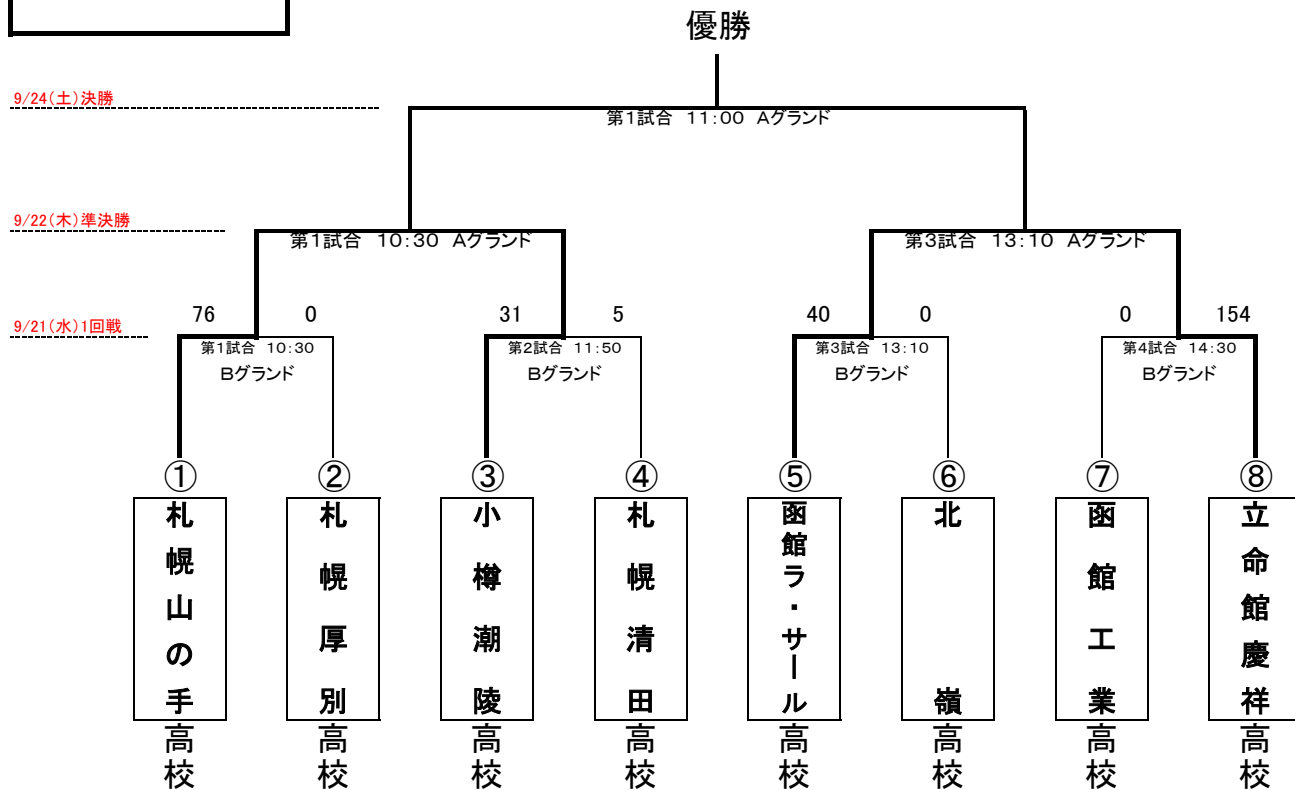 優勝
9/24(土)決勝
第1試合 11:00 Aグランド
9/22(木)準決勝
第1試合 10:30 Aグランド
第3試合 13:10 Aグランド
76 0 31 5 40 0 0 154
9/21(水)1回戦
第1試合 10:30
Bグランド
第2試合 11:50
Bグランド
第3試合 13:10
Bグランド
第4試合 14:30
Bグランド
①
札幌山の手
高校
②
札幌厚別
高校
③
小樽潮陵
高校
④
札幌清田
高校
⑤
函館ラ・サール
高校
⑥
北嶺
高校
⑦
函館工業
高校
⑧
立命館慶祥
高校